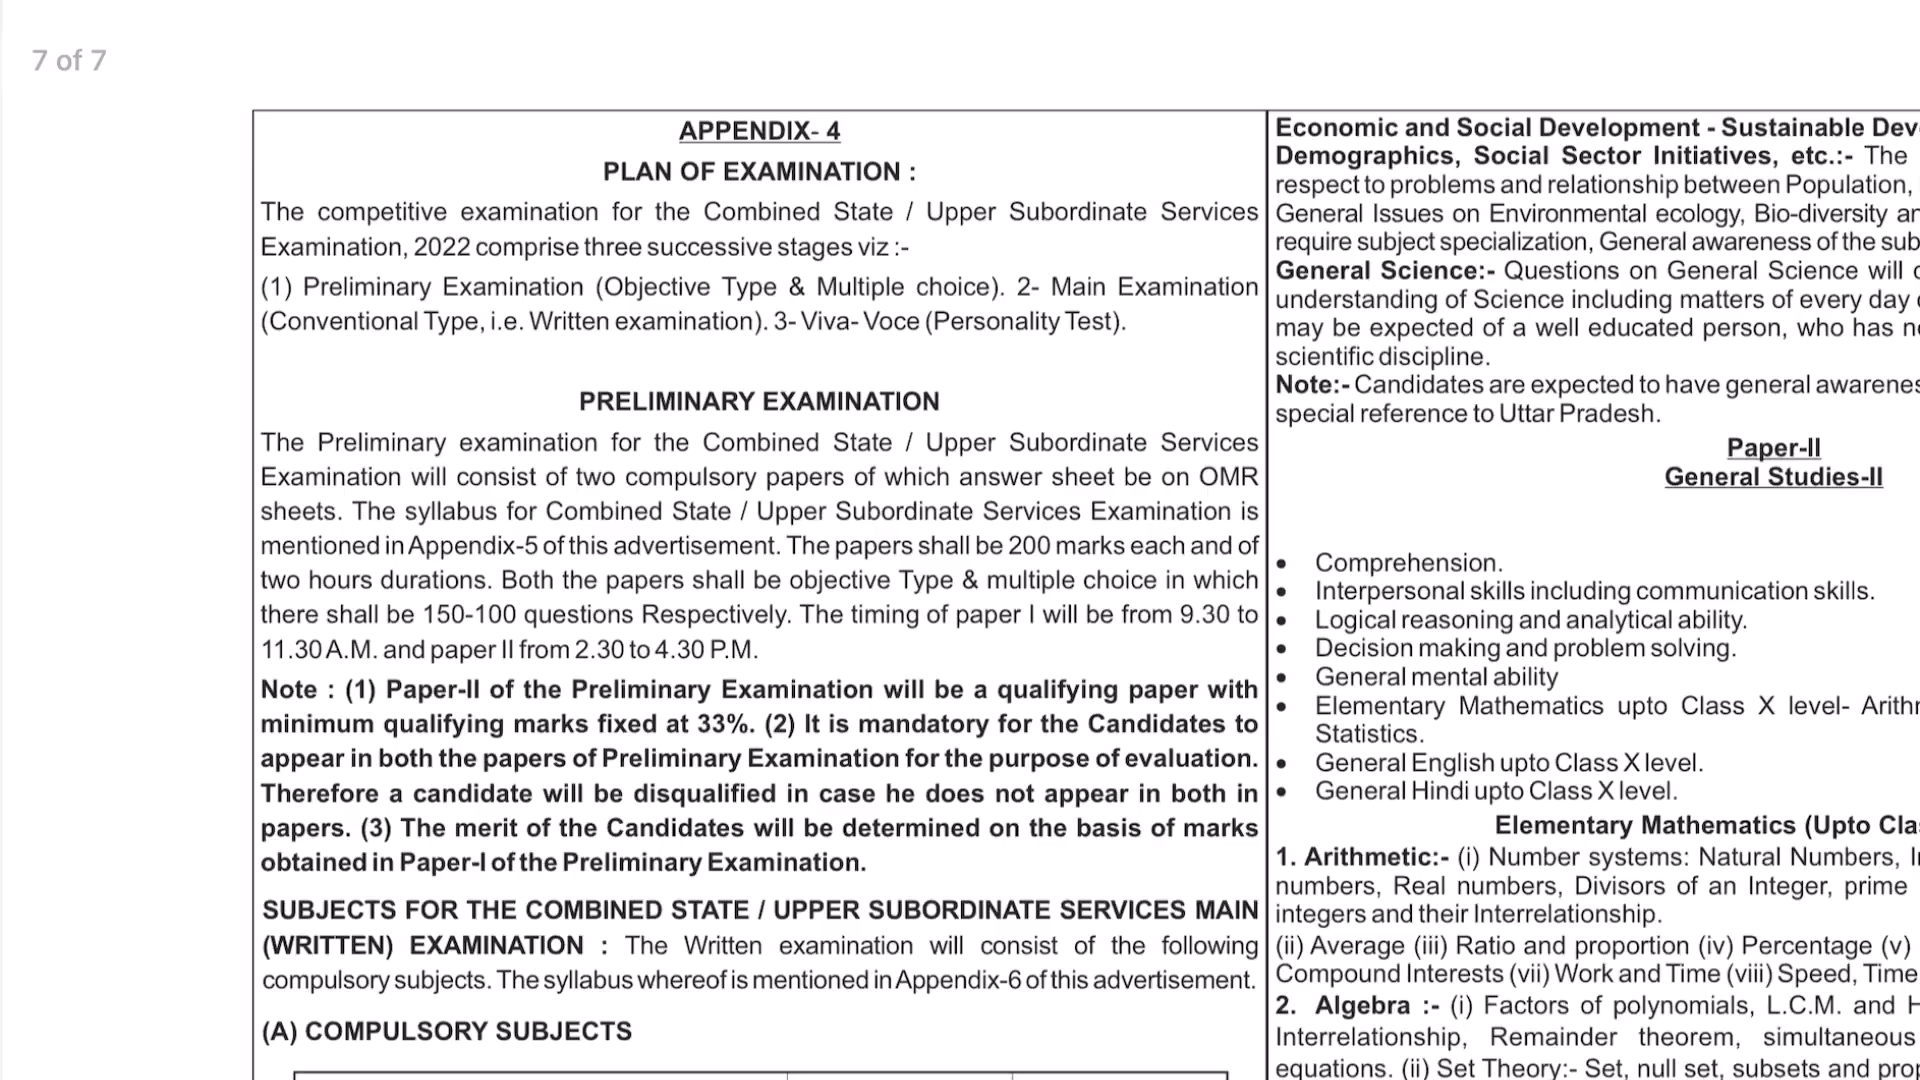 7 of 7
APPENDIX- 4
PLAN OF EXAMINATION :
The competitive examination for the Combined State / Upper Subordinate Services
Examination, 2022 comprise three successive stages viz :-
(1) Preliminary Examination (Objective Type & Multiple choice). 2- Main Examination
(Conventional Type, i.e. Written examination). 3- Viva- Voce (Personality Test).
PRELIMINARY EXAMINATION
The Preliminary examination for the Combined State / Upper Subordinate Services
Examination will consist of two compulsory papers of which answer sheet be on OMR
sheets. The syllabus for Combined State / Upper Subordinate Services Examination is
mentioned in Appendix-5 of this advertisement. The papers shall be 200 marks each and of
two hours durations. Both the papers shall be objective Type & multiple choice in which
there shall be 150-100 questions Respectively. The timing of paper I will be from 9.30 to
11.30 A.M. and paper II from 2.30 to 4.30 P.M.
Note : (1) Paper-II of the Preliminary Examination will be a qualifying paper with
minimum qualifying marks fixed at 33%. (2) It is mandatory for the Candidates to
appear in both the papers of Preliminary Examination for the purpose of evaluation.
Therefore a candidate will be disqualified in case he does not appear in both in
papers. (3) The merit of the Candidates will be determined on the basis of marks
obtained in Paper-I of the Preliminary Examination.
SUBJECTS FOR THE COMBINED STATE / UPPER SUBORDINATE SERVICES MAIN
(WRITTEN) EXAMINATION : The Written examination will consist of the following
compulsory subjects. The syllabus whereof is mentioned in Appendix-6 of this advertisement.
(A) COMPULSORY SUBJECTS
Economic and Social Development - Sustainable
Demographics, Social Sector Initiatives, etc.:- The
respect to problems and relationship between Population,
General Issues on Environmental ecology, Bio-diversity
require subject specialization, General awareness of the
General Science:- Questions on General Science will
understanding of Science including matters of every day
may be expected of a well educated person, who has
scientific discipline.
Note:- Candidates are expected to have general
special reference to Uttar Pradesh.
Paper-II
General Studies-II
• Comprehension.
• Interpersonal skills including communication skills.
• Logical reasoning and analytical ability.
• Decision making and problem solving.
• General mental ability
• Elementary Mathematics upto Class X level-
Statistics.
• General English upto Class X level.
• General Hindi upto Class X level.
Elementary Mathematics (Upto
1. Arithmetic:- (i) Number systems: Natural Numbers,
numbers, Real numbers, Divisors of an Integer, prime
integers and their Interrelationship.
(ii) Average (iii) Ratio and proportion (iv) Percentage (v)
Compound Interests (vii) Work and Time (viii) Speed, Time
2. Algebra :- (i) Factors of polynomials, L.C.M. and
Interrelationship, Remainder theorem, simultaneous
equations. (ii) Set Theory:- Set, null set, subsets and